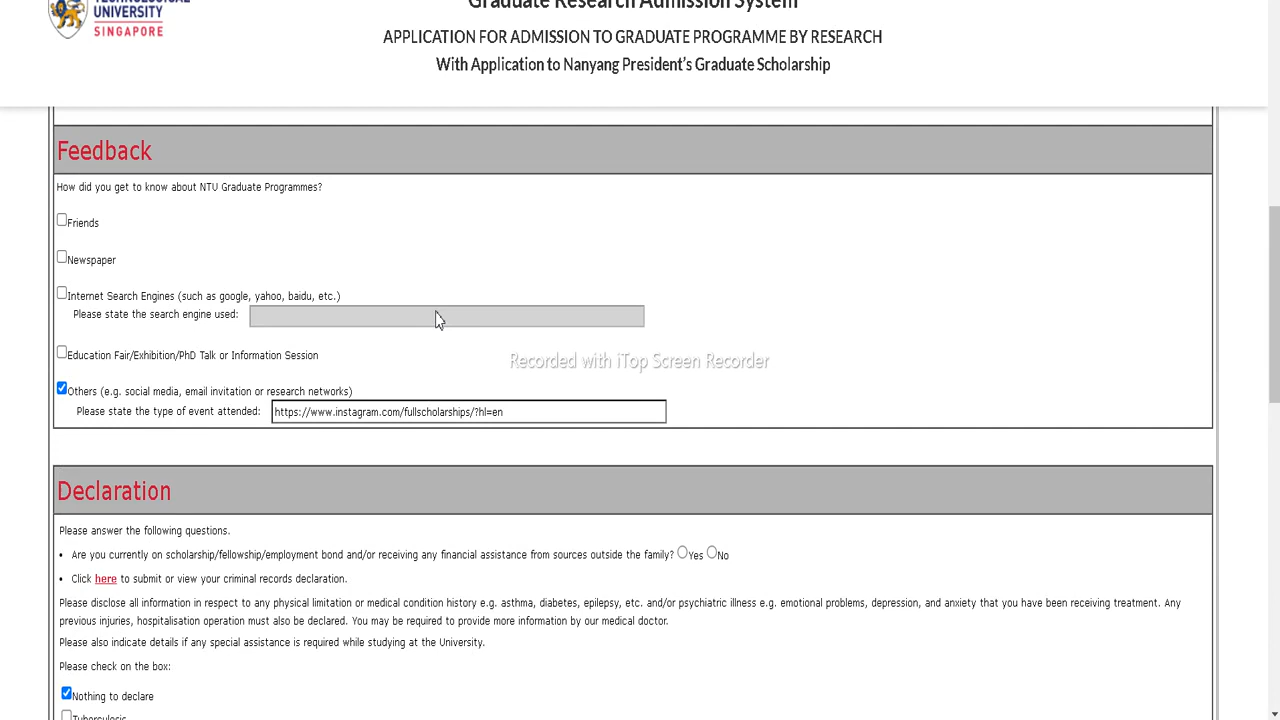 TECHNOLOGICAL
UNIVERSITY
SINGAPORE
Graduate Research Admission System
APPLICATION FOR ADMISSION TO GRADUATE PROGRAMME BY RESEARCH
With Application to Nanyang President's Graduate Scholarship
Feedback
How did you get to know about NTU Graduate Programmes?
Friends
Newspaper
Internet Search Engines (such as google, yahoo, baidu, etc.)
Please state the search engine used:
Education Fair/Exhibition/PhD Talk or Information Session
Recorded with iTop Screen Recorder
Others (e.g. social media, email invitation or research networks)
Please state the type of event attended: https://www.instagram.com/fullscholarships/?hl=en
Declaration
Please answer the following questions.
• Are you currently on scholarship/fellowship/employment bond and/or receiving any financial assistance from sources outside the family? Yes No
• Click here to submit or view your criminal records declaration.
Please disclose all information in respect to any physical limitation or medical condition history e.g. asthma, diabetes, epilepsy, etc. and/or psychiatric illness e.g. emotional problems, depression, and anxiety that you have been receiving treatment. Any
previous injuries, hospitalisation operation must also be declared. You may be required to provide more information by our medical doctor.
Please also indicate details if any special assistance is required while studying at the University.
Please check on the box:
Nothing to declare
Tuberculosis